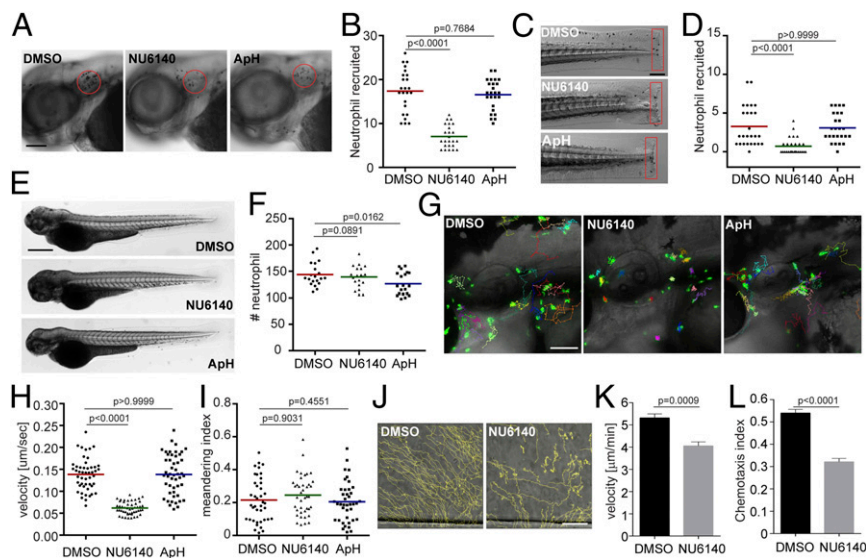 A
DMSO
NU6140
ApH
B
Neutrophil recruited
30
20
10
0
p=0.7684
p<0.0001
DMSO
NU6140
ApH
C
DMSO
NU6140
ApH
D
Neutrophil recruited
15
10
5
0
p>0.9999
p<0.0001
DMSO
NU6140
ApH
E
DMSO
NU6140
ApH
F
# neutrophil
250
200
150
100
50
0
p=0.0162
p=0.0891
DMSO
NU6140
ApH
G
DMSO
NU6140
ApH
H
velocity [um/sec]
0.30
0.25
0.20
0.15
0.10
0.05
0.00
p>0.9999
p<0.0001
DMSO
NU6140
ApH
I
meandering index
0.8
0.6
0.4
0.2
0.0
p=0.4551
p=0.9031
DMSO
NU6140
ApH
J
DMSO
NU6140
K
velocity [μm/min]
6
5
4
3
2
1
0
p=0.0009
DMSO
NU6140
L
Chemotaxis index
0.6
0.5
0.4
0.3
0.2
0.1
0
p<0.0001
DMSO
NU6140